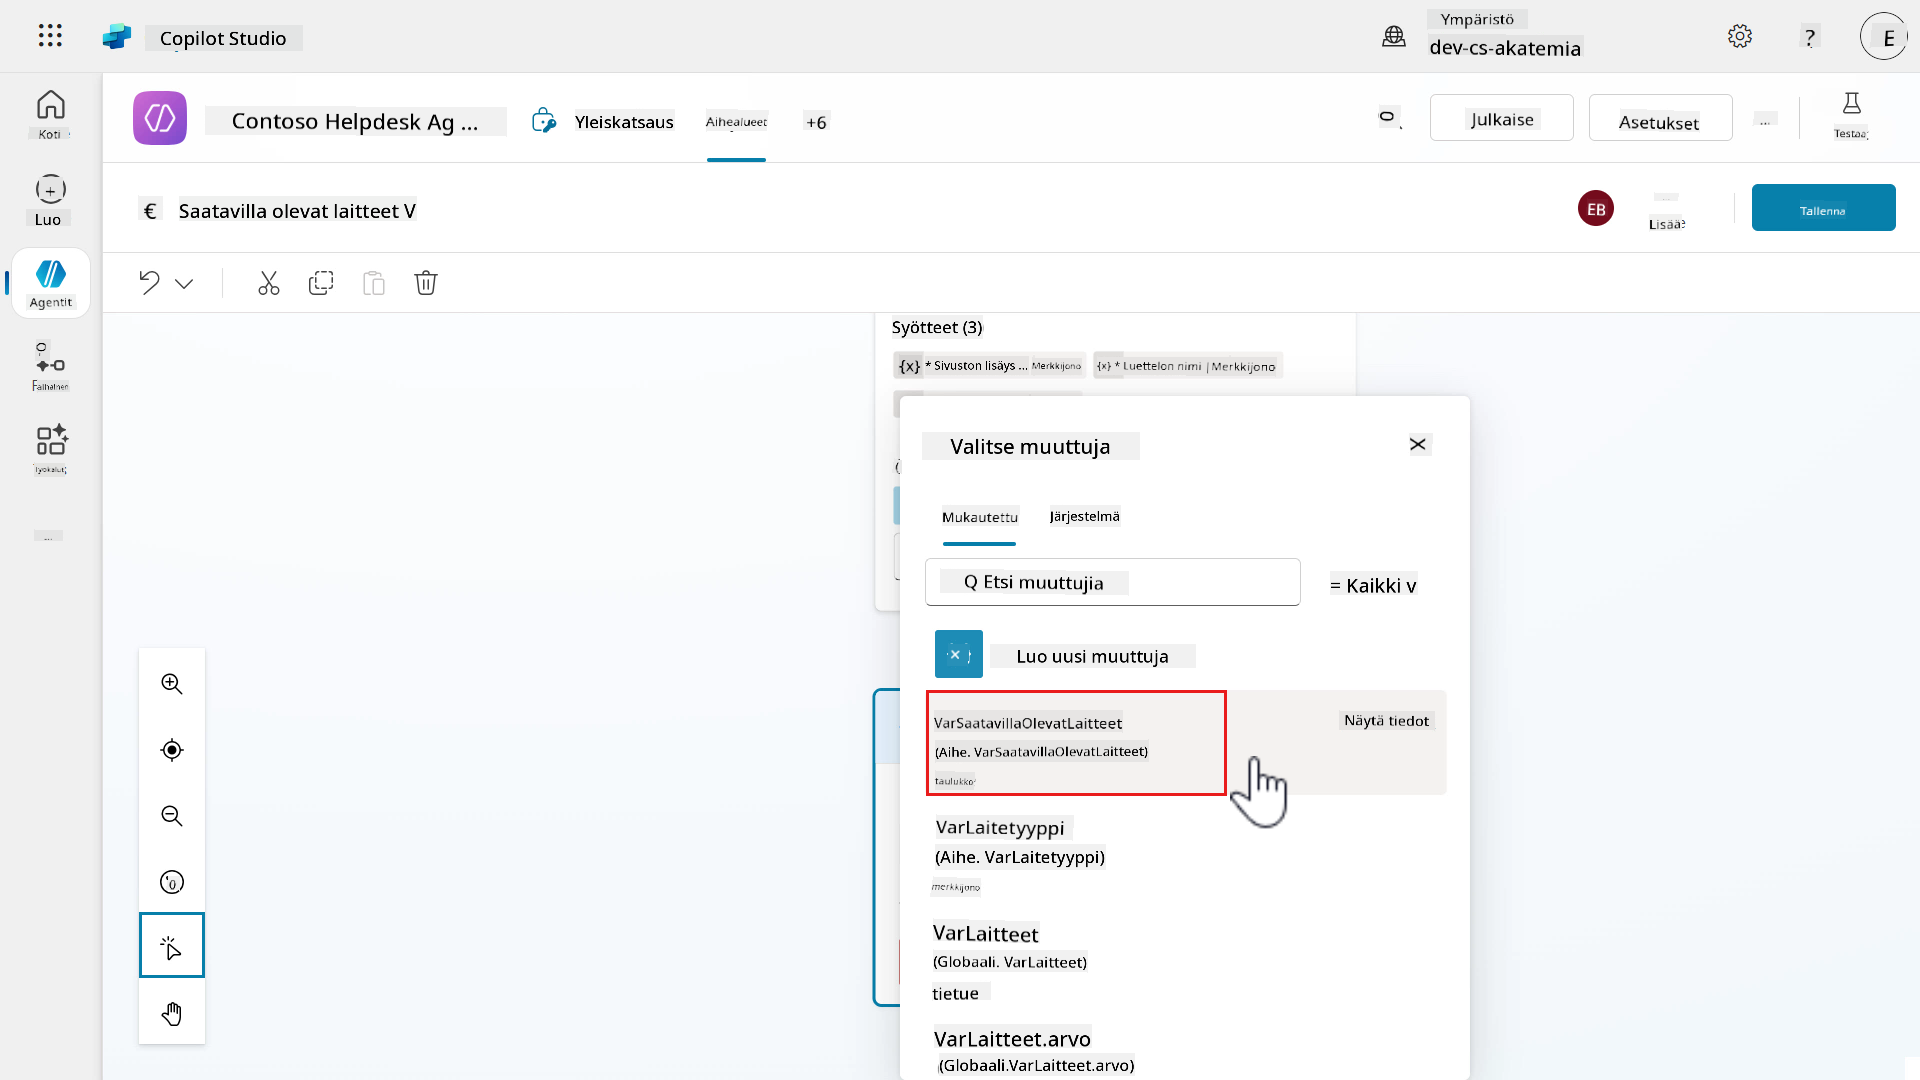 Copilot Studio
Ympäristö
dev-cs-akatemia
?
E
Koti
Luo
Agentit
Työkalut
...
Contoso Helpdesk Ag ...
Yleiskatsaus
Aihealueet
+6
Julkaise
Asetukset
...
Testaa
€ Saatavilla olevat laitteet V
EB
Lisää
Tallenna
Syötteet (3)
{x} * Sivuston lisäys ... Merkkijono
{x} * Luettelon nimi | Merkkijono
Valitse muuttuja
Mukautettu
Järjestelmä
Q Etsi muuttujia
= Kaikki v
Luo uusi muuttuja
VarSaatavillaOlevatLaitteet
(Aihe. VarSaatavillaOlevatLaitteet)
taulukko
Näytä tiedot
VarLaitetyyppi
(Aihe. VarLaitetyyppi)
merkkijono
VarLaitteet
(Globaali. VarLaitteet)
tietue
VarLaitteet.arvo
(Globaali.VarLaitteet.arvo)